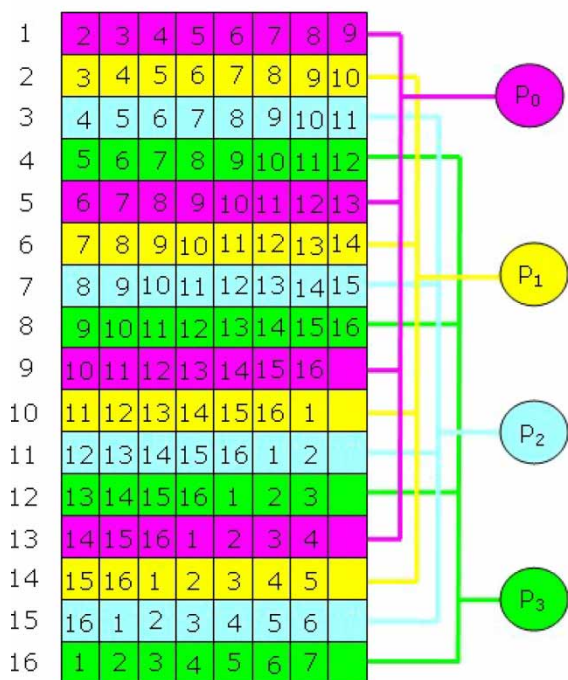 1 2 3 4 5 6 7 8 9
P0
2 3 4 5 6 7 8 9 10
3 4 5 6 7 8 9 10 11
4 5 6 7 8 9 10 11 12
5 6 7 8 9 10 11 12 13
6 7 8 9 10 11 12 13 14
P1
7 8 9 10 11 12 13 14 15
8 9 10 11 12 13 14 15 16
9 10 11 12 13 14 15 16
10 11 12 13 14 15 16 1
11 12 13 14 15 16 1 2
P2
12 13 14 15 16 1 2 3
13 14 15 16 1 2 3 4
14 15 16 1 2 3 4 5
P3
15 16 1 2 3 4 5 6
16 1 2 3 4 5 6 7